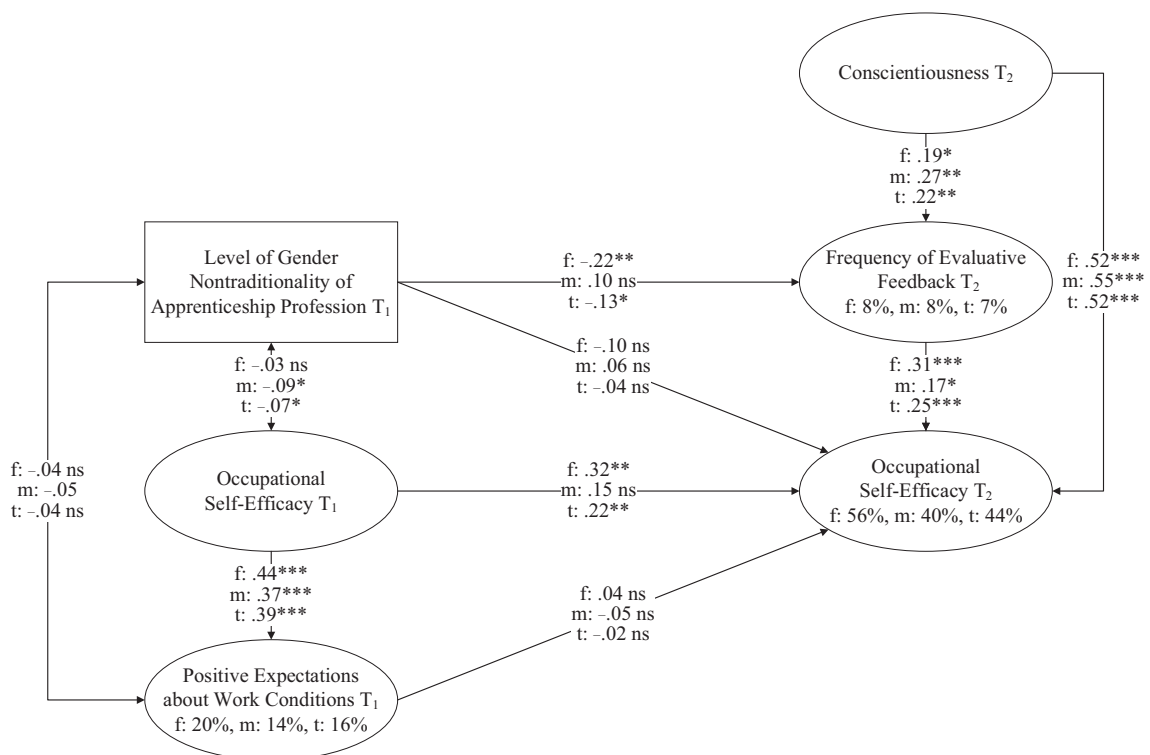 Conscientiousness T₂
f: .19*
m: .27**
t: .22**
f: .52***
m: .55***
t: .52***
Level of Gender
Nontraditionality of
Apprenticeship Profession T₁
f: –.22**
m: .10 ns
t: –.13*
Frequency of Evaluative
Feedback T₂
f: 8%, m: 8%, t: 7%
f: –.03 ns
m: –.09*
t: –.07*
f: –.10 ns
m: .06 ns
t: –.04 ns
f: .31***
m: .17*
t: .25***
f: –.04 ns
m: –.05
t: –.04 ns
Occupational
Self-Efficacy T₁
f: .32**
m: .15 ns
t: .22**
Occupational
Self-Efficacy T₂
f: 56%, m: 40%, t: 44%
f: .44***
m: .37***
t: .39***
f: .04 ns
m: –.05 ns
t: –.02 ns
Positive Expectations
about Work Conditions T₁
f: 20%, m: 14%, t: 16%